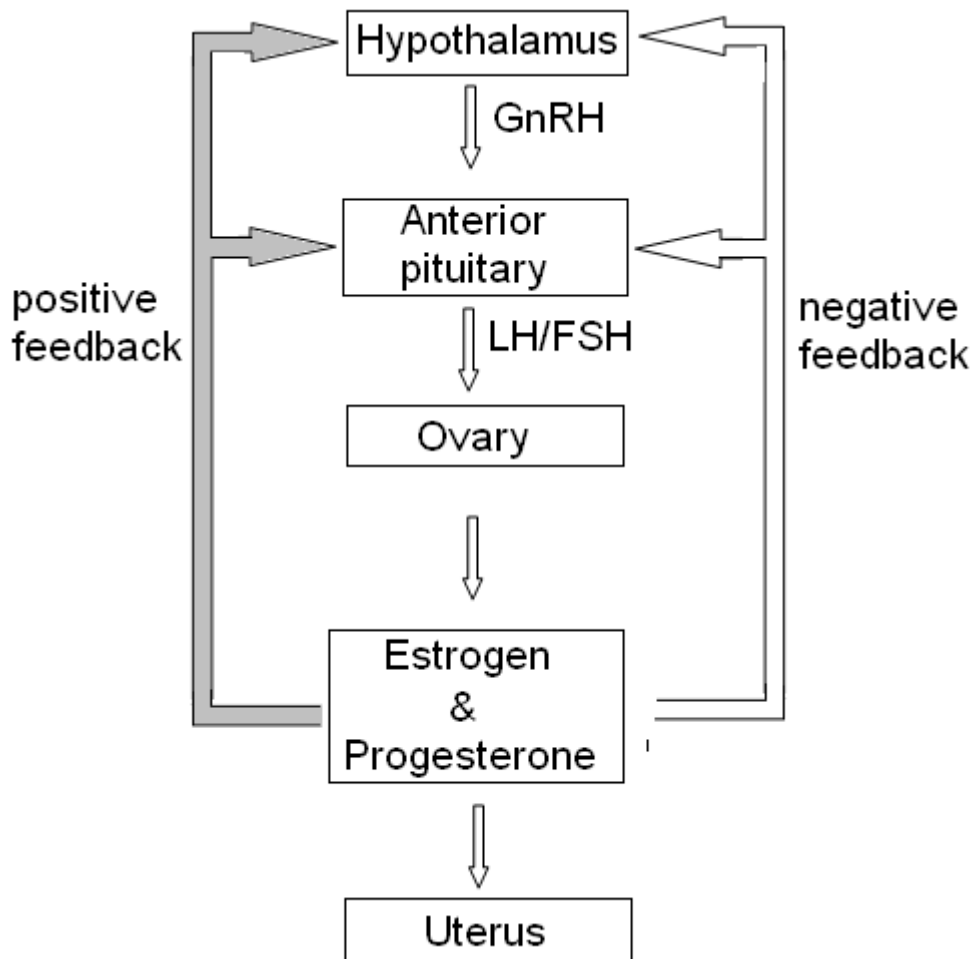 Hypothalamus
GnRH
Anterior
pituitary
positive
feedback
negative
feedback
LH/FSH
Ovary
Estrogen
&
Progesterone
Uterus